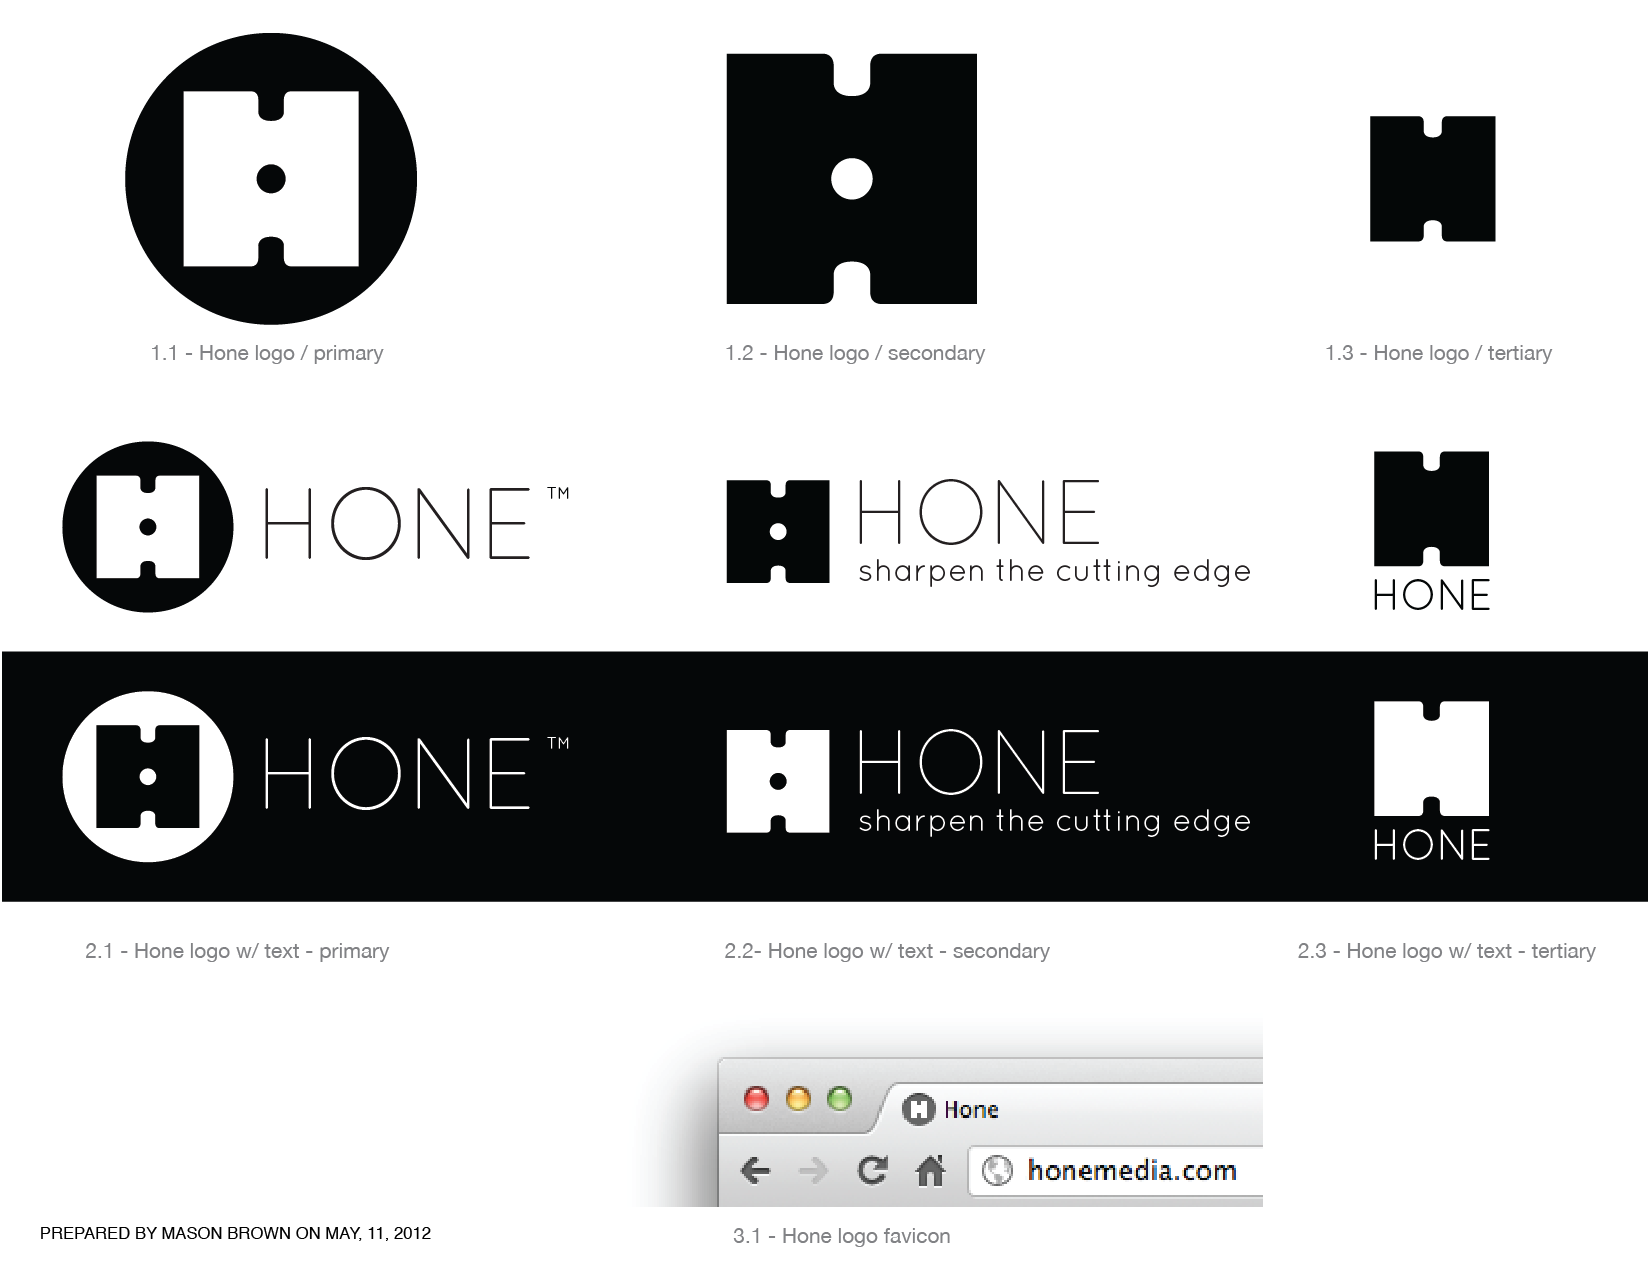 1.1 - Hone logo / primary
1.2 - Hone logo / secondary
1.3 - Hone logo / tertiary
HONE™
HONE
sharpen the cutting edge
HONE
HONE™
HONE
sharpen the cutting edge
HONE
2.1 - Hone logo w/ text - primary
2.2- Hone logo w/ text - secondary
2.3 - Hone logo w/ text - tertiary
Hone
honemedia.com
PREPARED BY MASON BROWN ON MAY, 11, 2012
3.1 - Hone logo favicon